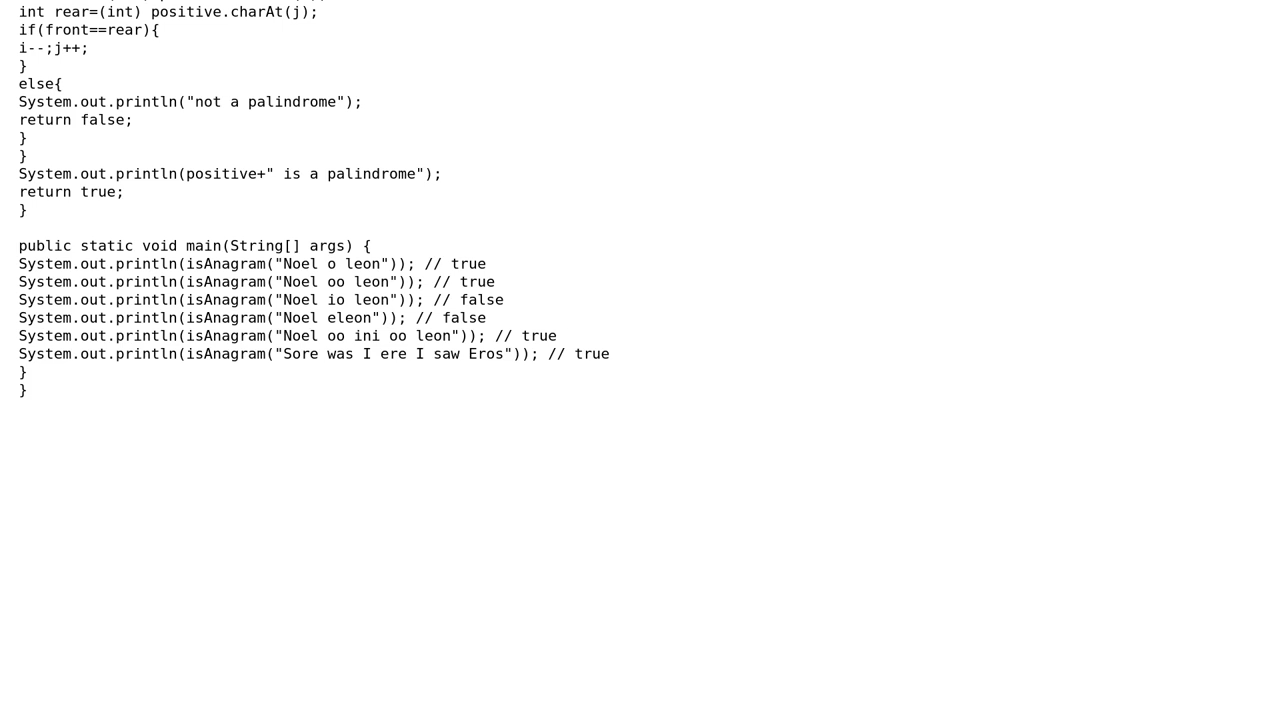 int rear=(int) positive.charAt(j);
if(front==rear){
i--;j++;
}
else{
System.out.println("not a palindrome");
return false;
}
}
System.out.println(positive+" is a palindrome");
return true;
}

public static void main(String[] args) {
System.out.println(isAnagram("Noel o leon")); // true
System.out.println(isAnagram("Noel oo leon")); // true
System.out.println(isAnagram("Noel io leon")); // false
System.out.println(isAnagram("Noel eleon")); // false
System.out.println(isAnagram("Noel oo ini oo leon")); // true
System.out.println(isAnagram("Sore was I ere I saw Eros")); // true
}
}